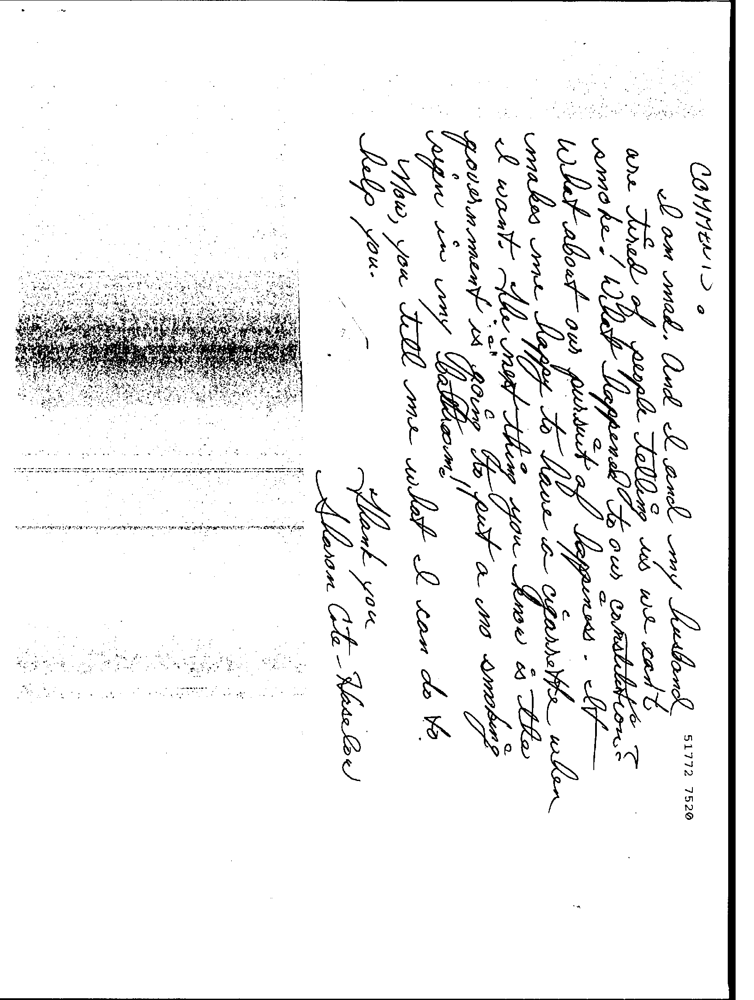 COMMENTS:
I am mad. And I and my husband
are tired of people telling us we can't
smoke! What happened to our constitution?
What about our pursuit of happiness. It
makes me happy to have a cigarette when
I want. The next thing you know is the
government is going to put a no smoking
sign in my bathroom!
Now, you tell me what I can do to
help you.
Thank you
Sharon Cote-Haselow
51772 7520